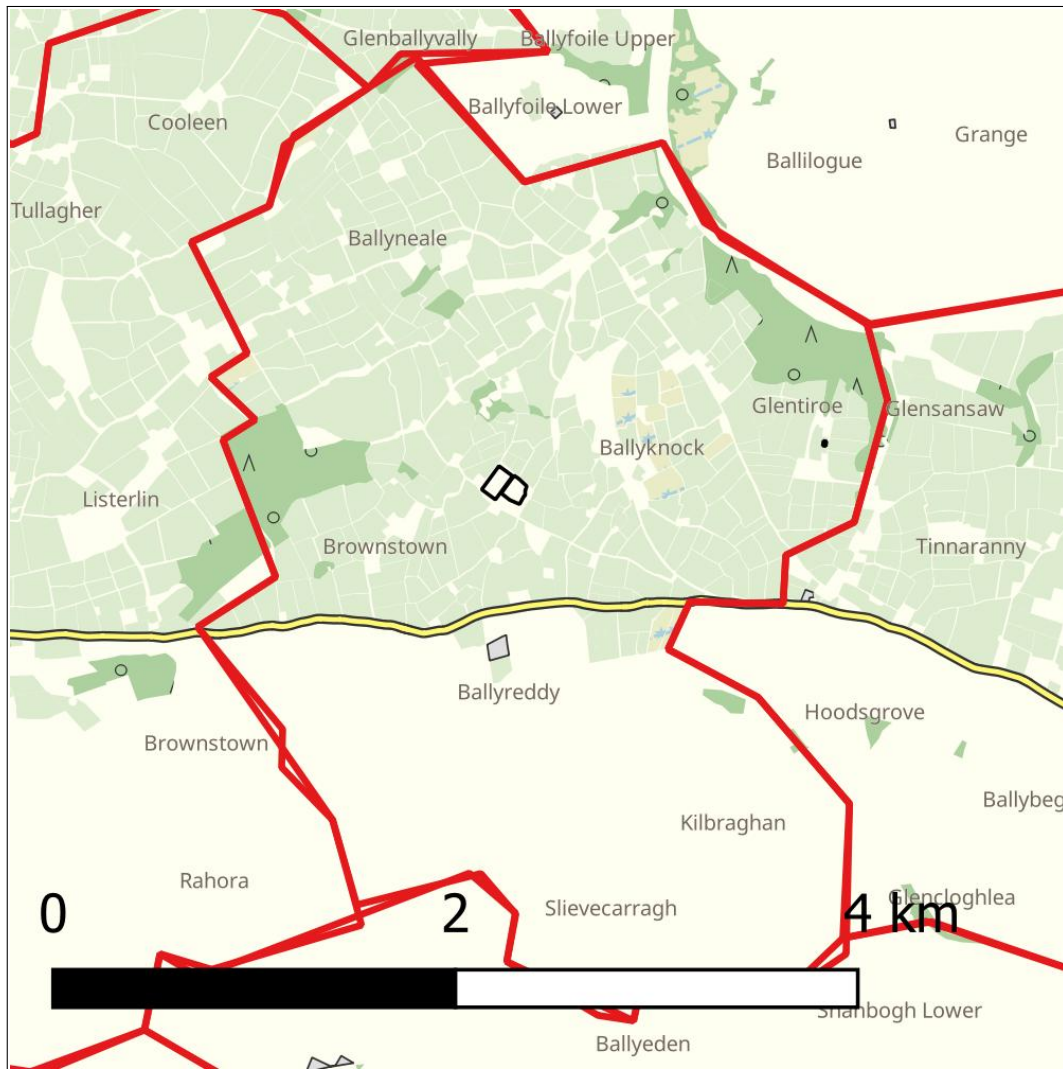 Glenballyvally
Ballyfoile Upper
Ballyfoile Lower
Cooleen
Grange
Ballilogue
Tullagher
Ballyneale
Glentiroe
Glensansaw
Ballyknock
Listerlin
Brownstown
Tinnaranny
Ballyreddy
Hoodsgrove
Brownstown
Ballybeg
Kilbraghan
Rahora
Glencloghlea
Slievecarragh
0
2
4 km
Shanbogh Lower
Ballyeden